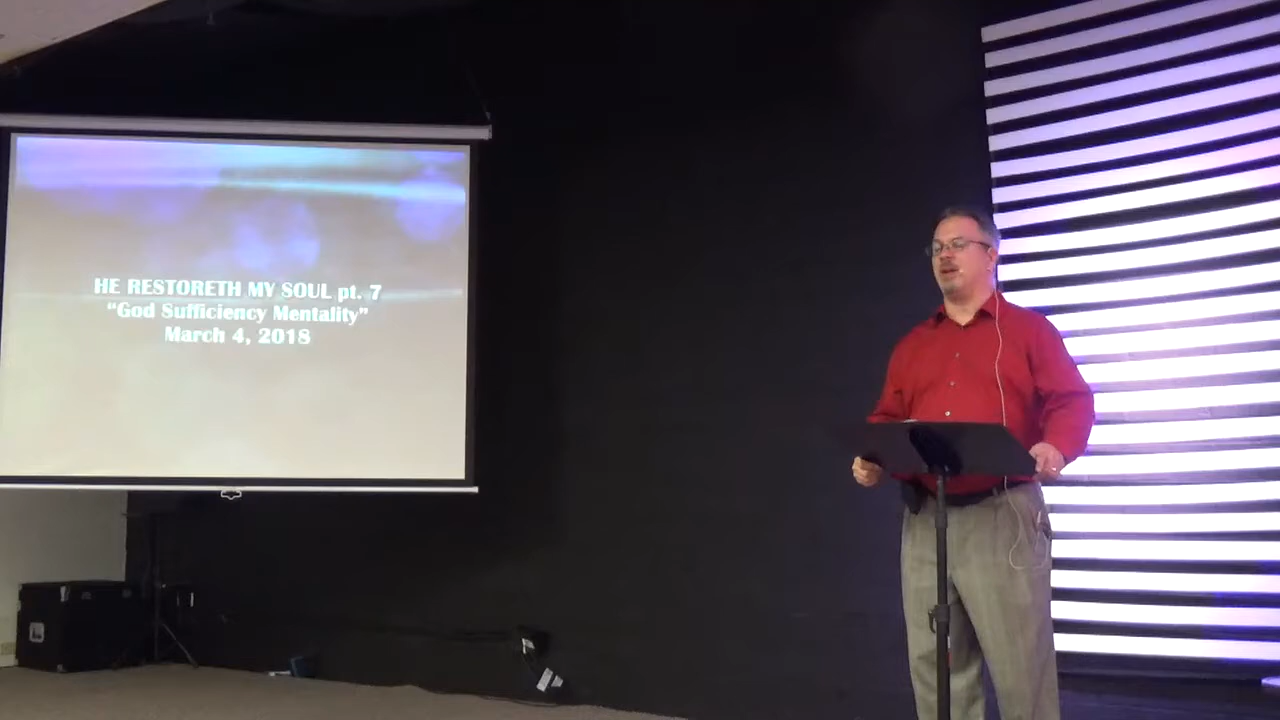 HE RESTORETH MY SOUL pt. 7
“God Sufficiency Mentality”
March 4, 2018